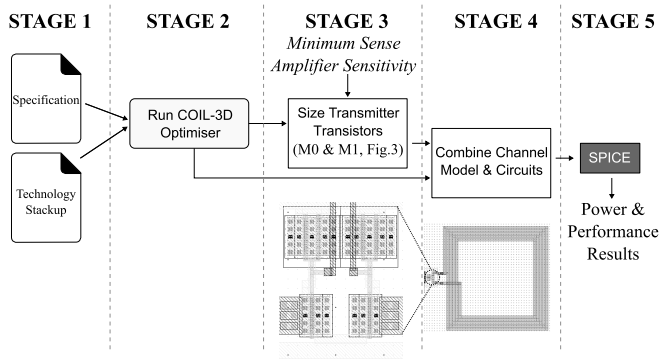 STAGE 1
STAGE 2
STAGE 3
STAGE 4
STAGE 5
Specification
Technology
Stackup
Run COIL-3D
Optimiser
Minimum Sense
Amplifier Sensitivity
Size Transmitter
Transistors
(M0 & M1, Fig.3)
Combine Channel
Model & Circuits
SPICE
Power &
Performance
Results